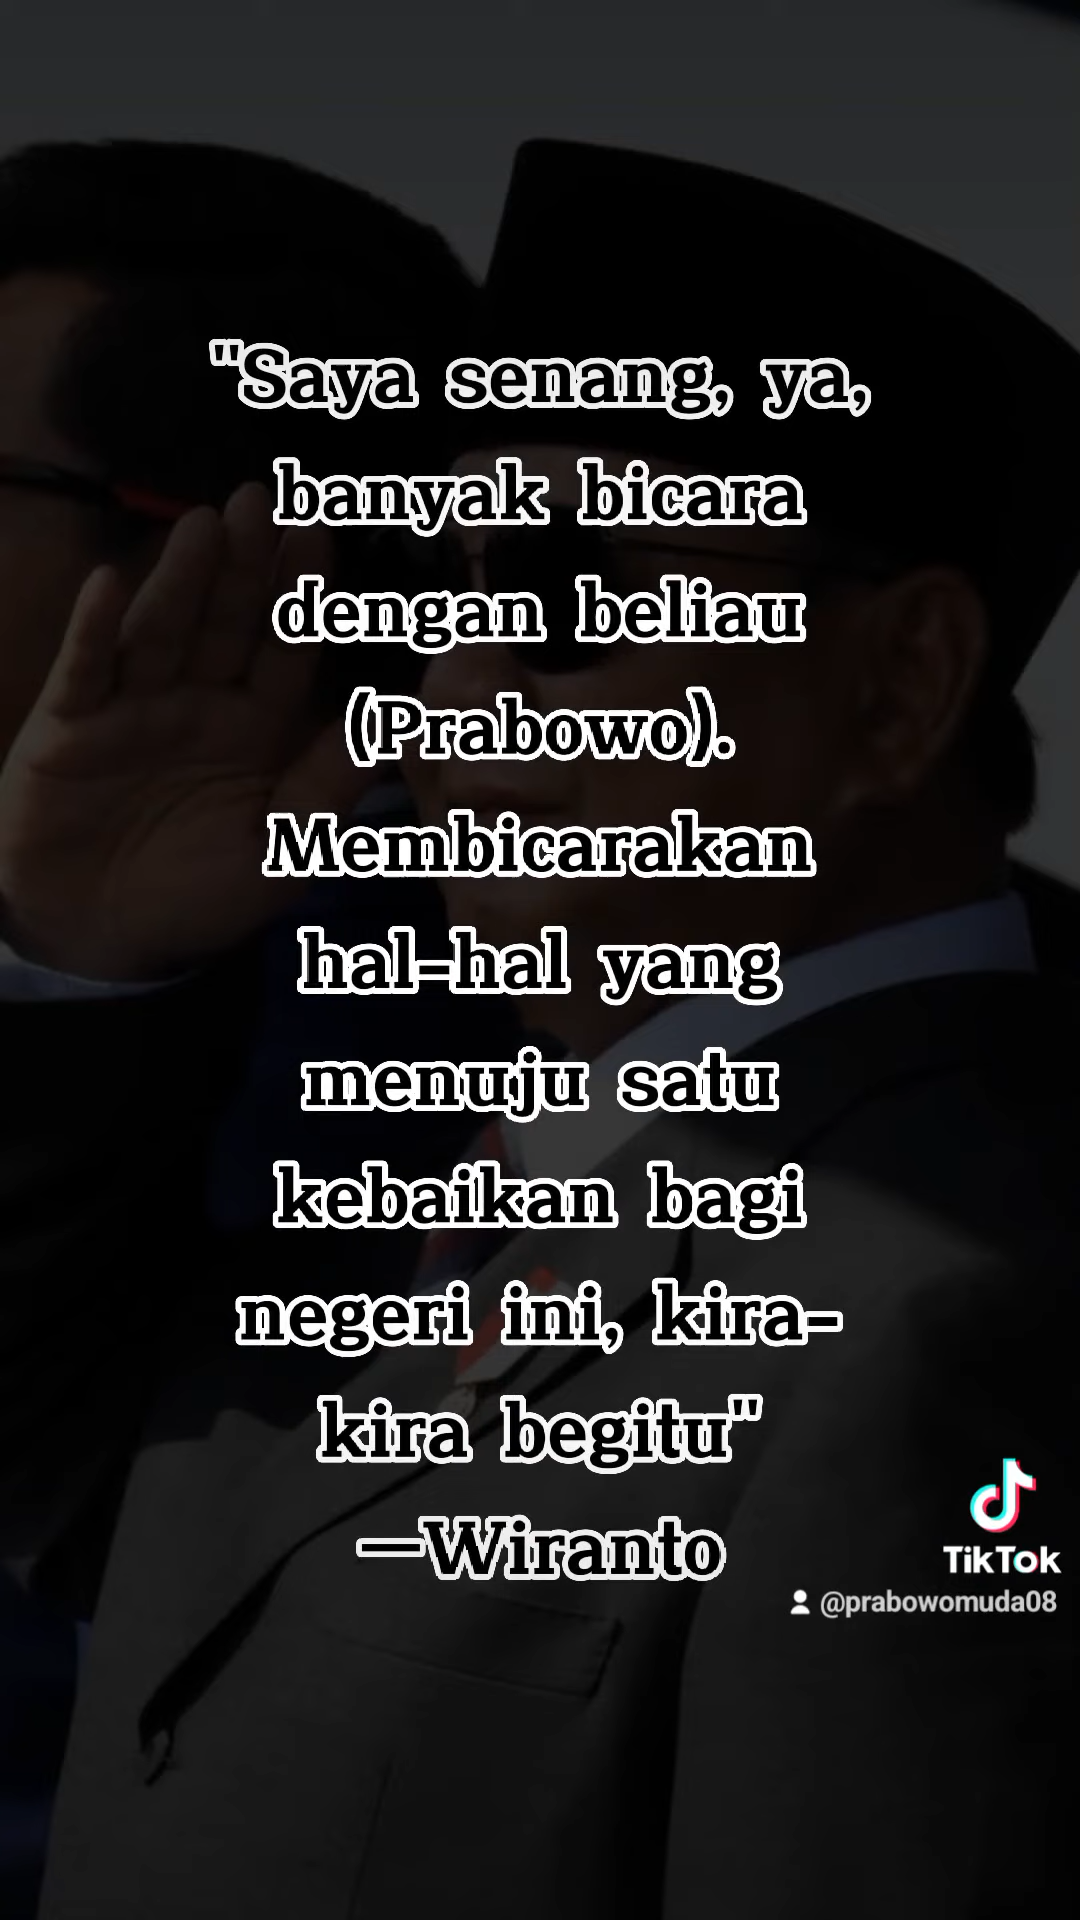 "Saya senang, ya,
banyak bicara
dengan beliau
(Prabowo).
Membicarakan
hal-hal yang
menuju satu
kebaikan bagi
negeri ini, kira-
kira begitu"
—Wiranto
TikTok
@prabowomuda08